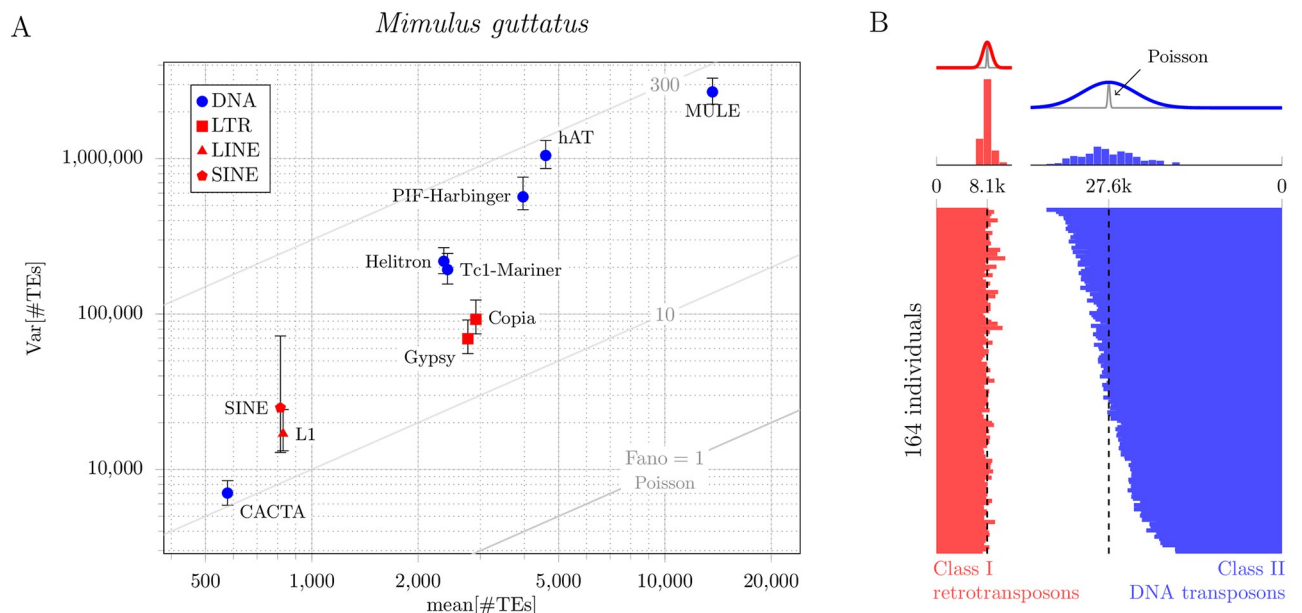 A
Mimulus guttatus
DNA
LTR
LINE
SINE
300
MULE
hAT
PIF-Harbinger
Helitron
Tc1-Mariner
Copia
10
Gypsy
SINE
L1
Fano = 1
Poisson
CACTA
1,000,000
100,000
10,000
Var[#TEs]
500
1,000
2,000
5,000
10,000
20,000
mean[#TEs]
B
Poisson
0
8.1k
27.6k
0
164 individuals
Class I
retrotransposons
Class II
DNA transposons